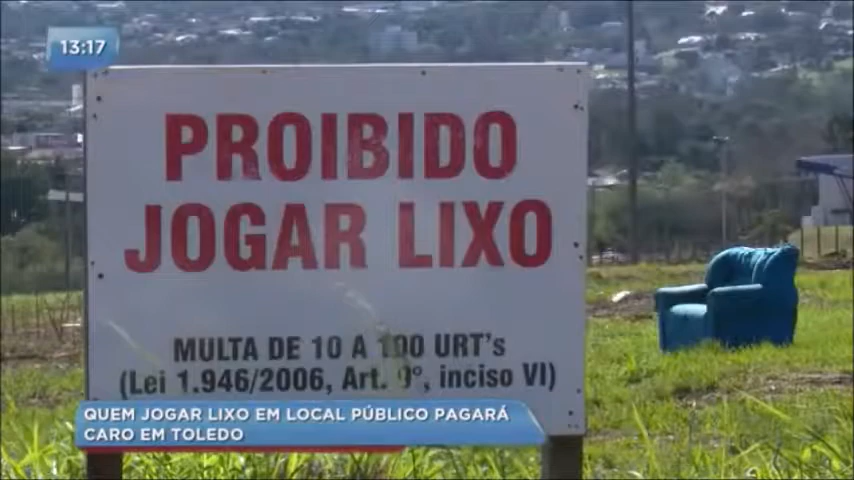 13:17
PROIBIDO
JOGAR LIXO
MULTA DE 10 A 100 URT's
(Lei 1.946/2006, Art. 9°, inciso VI)
QUEM JOGAR LIXO EM LOCAL PÚBLICO PAGARÁ
CARO EM TOLEDO